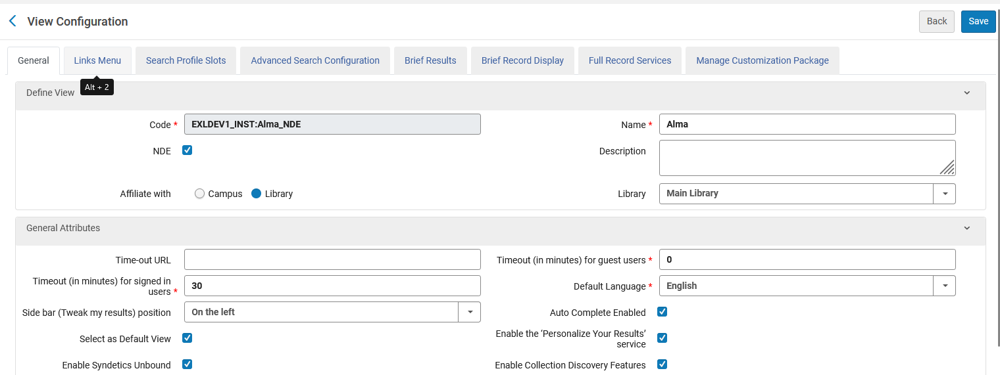 View Configuration
Back
Save
General
Links Menu
Search Profile Slots
Advanced Search Configuration
Brief Results
Brief Record Display
Full Record Services
Manage Customization Package
Alt + 2
Define View
Code *
EXLDEV1_INST:Alma_NDE
Name *
Alma
NDE
Description
Affiliate with
Campus
Library
Library
Main Library
General Attributes
Time-out URL
Timeout (in minutes) for guest users *
0
Timeout (in minutes) for signed in
users *
30
Default Language *
English
Side bar (Tweak my results) position
On the left
Auto Complete Enabled
Select as Default View
Enable the ‘Personalize Your Results’
service
Enable Syndetics Unbound
Enable Collection Discovery Features